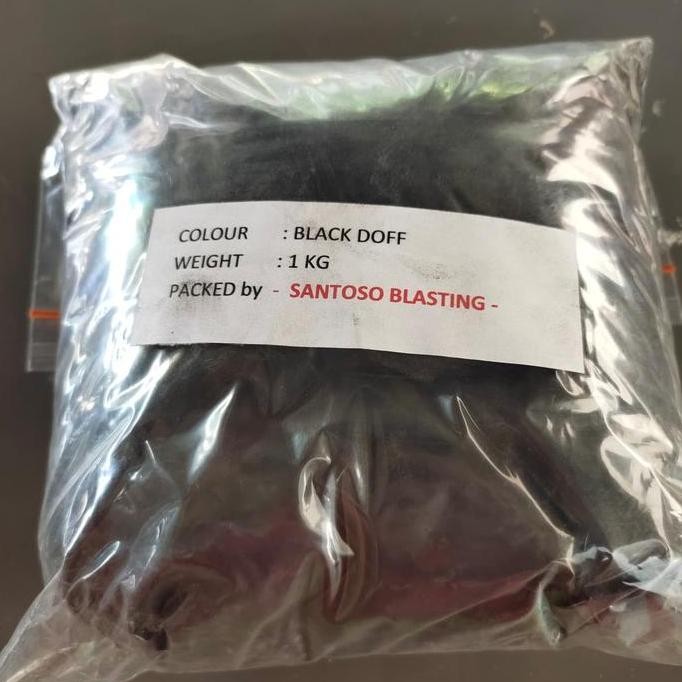 COLOUR : BLACK DOFF
WEIGHT : 1 KG
PACKED by - SANTOSO BLASTING -